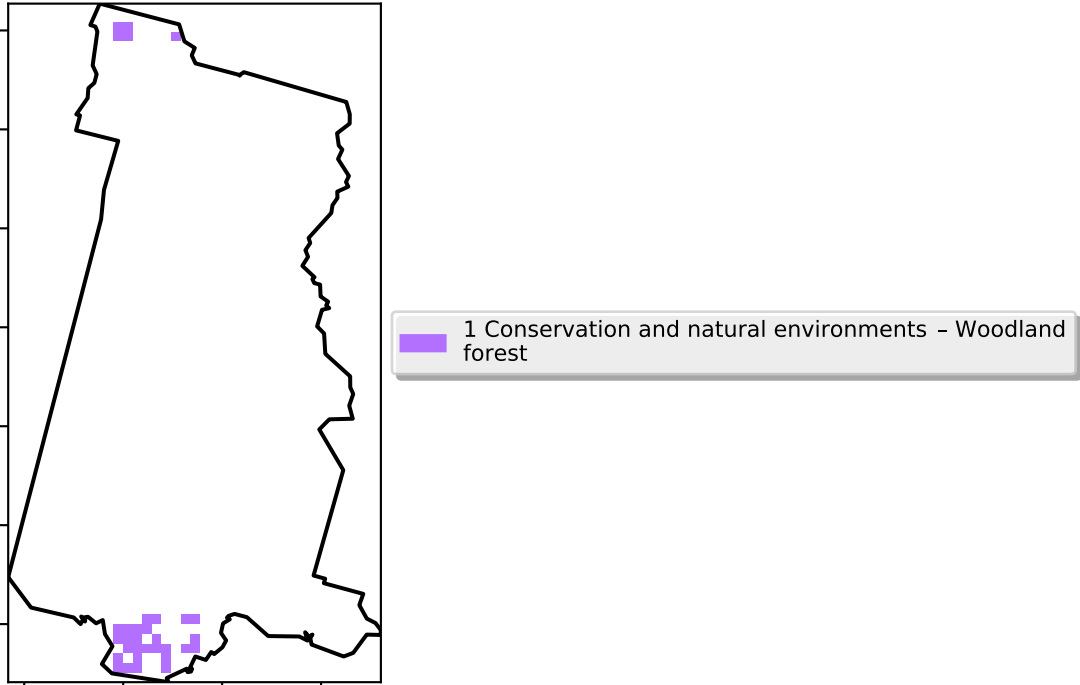 1 Conservation and natural environments – Woodland
forest